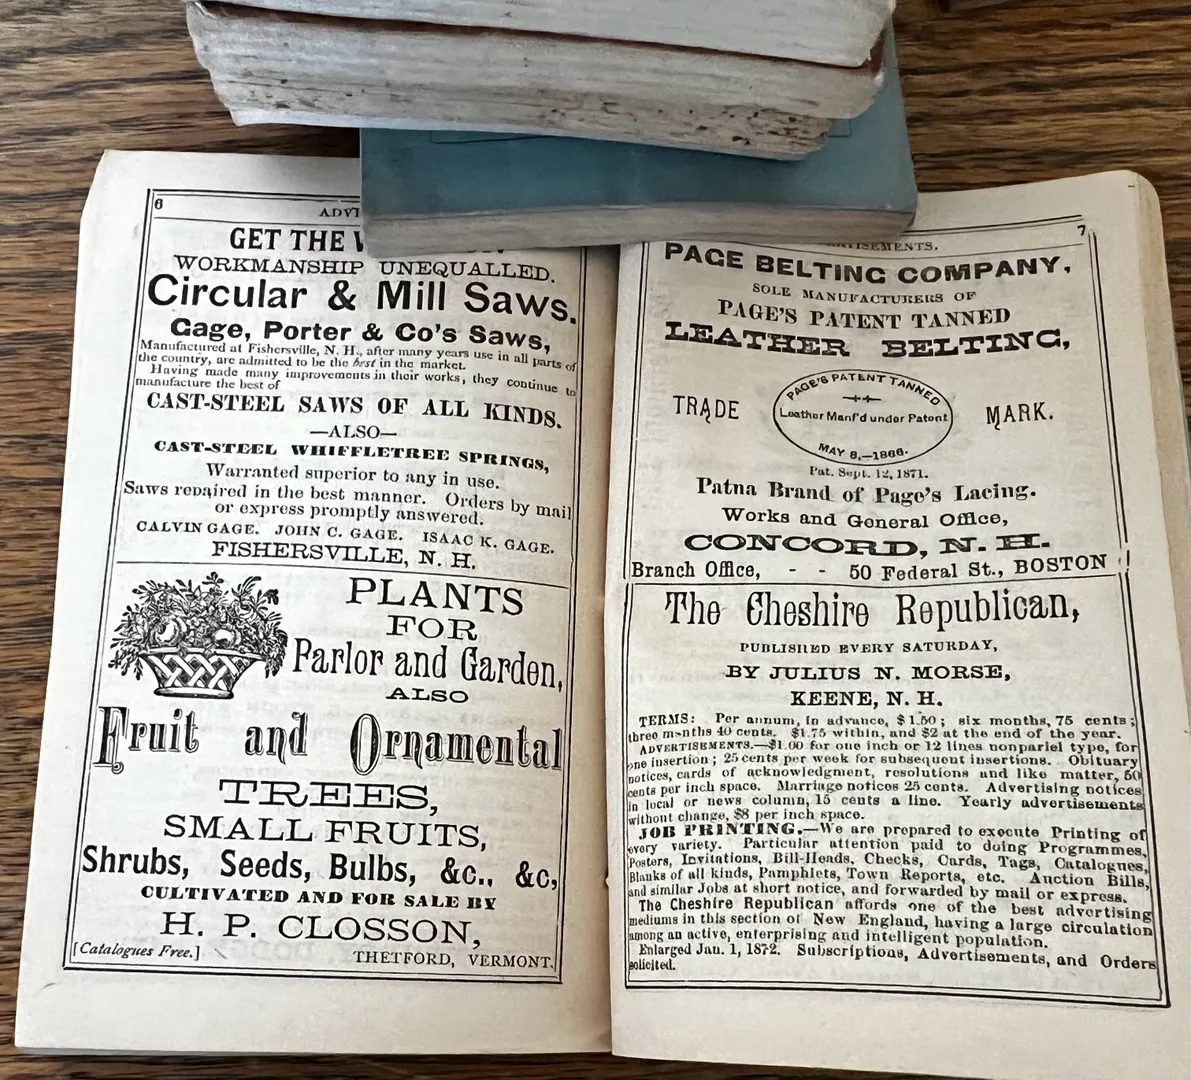 6
GET THE
WORKMANSHIP UNEQUALLED.
Circular & Mill Saws.
Gage, Porter & Co's Saws,
Manufactured at Fishersville, N. H., after many years use in all parts of
the country, are admitted to be the best in the market.
Having made many improvements in their works, they continue to
manufacture the best of
CAST-STEEL SAWS OF ALL KINDS.
—ALSO—
CAST-STEEL WHIFFLETREE SPRINGS,
Warranted superior to any in use.
Saws repaired in the best manner. Orders by mail
or express promptly answered.
CALVIN GAGE. JOHN C. GAGE. ISAAC K. GAGE.
FISHERSVILLE, N. H.
PLANTS
FOR
Parlor and Garden,
ALSO
Fruit and Ornamental
TREES,
SMALL FRUITS,
Shrubs, Seeds, Bulbs, &c., &c,
CULTIVATED AND FOR SALE BY
H. P. CLOSSON,
[Catalogues Free.] THETFORD, VERMONT.
7
PAGE BELTING COMPANY,
SOLE MANUFACTURERS OF
PAGE'S PATENT TANNED
LEATHER BELTING,
TRADE MARK.
PAGE'S PATENT TANNED
Leather Manf'd under Patent
MAY 8,—1866.
Pat. Sept. 12, 1871.
Patna Brand of Page's Lacing.
Works and General Office,
CONCORD, N. H.
Branch Office, - - 50 Federal St., BOSTON !
The Cheshire Republican,
PUBLISHED EVERY SATURDAY,
BY JULIUS N. MORSE,
KEENE, N. H.
TERMS: Per annum, in advance, $1.50; six months, 75 cents;
three months 40 cents. $1.75 within, and $2 at the end of the year.
ADVERTISEMENTS.—$1.00 for one inch or 12 lines nonpariel type, for
one insertion; 25 cents per week for subsequent insertions. Obituary
notices, cards of acknowledgment, resolutions and like matter, 50
cents per inch space. Marriage notices 25 cents. Advertising notices
in local or news column, 15 cents a line. Yearly advertisements
without change, $8 per inch space.
JOB PRINTING.—We are prepared to execute Printing of
every variety. Particular attention paid to doing Programmes,
Posters, Invitations, Bill-Heads, Checks, Cards, Tags, Catalogues,
Blanks of all kinds, Pamphlets, Town Reports, etc. Auction Bills,
and similar Jobs at short notice, and forwarded by mail or express.
The Cheshire Republican affords one of the best advertising
mediums in this section of New England, having a large circulation
among an active, enterprising and intelligent population.
Enlarged Jan. 1, 1872. Subscriptions, Advertisements, and Orders
solicited.